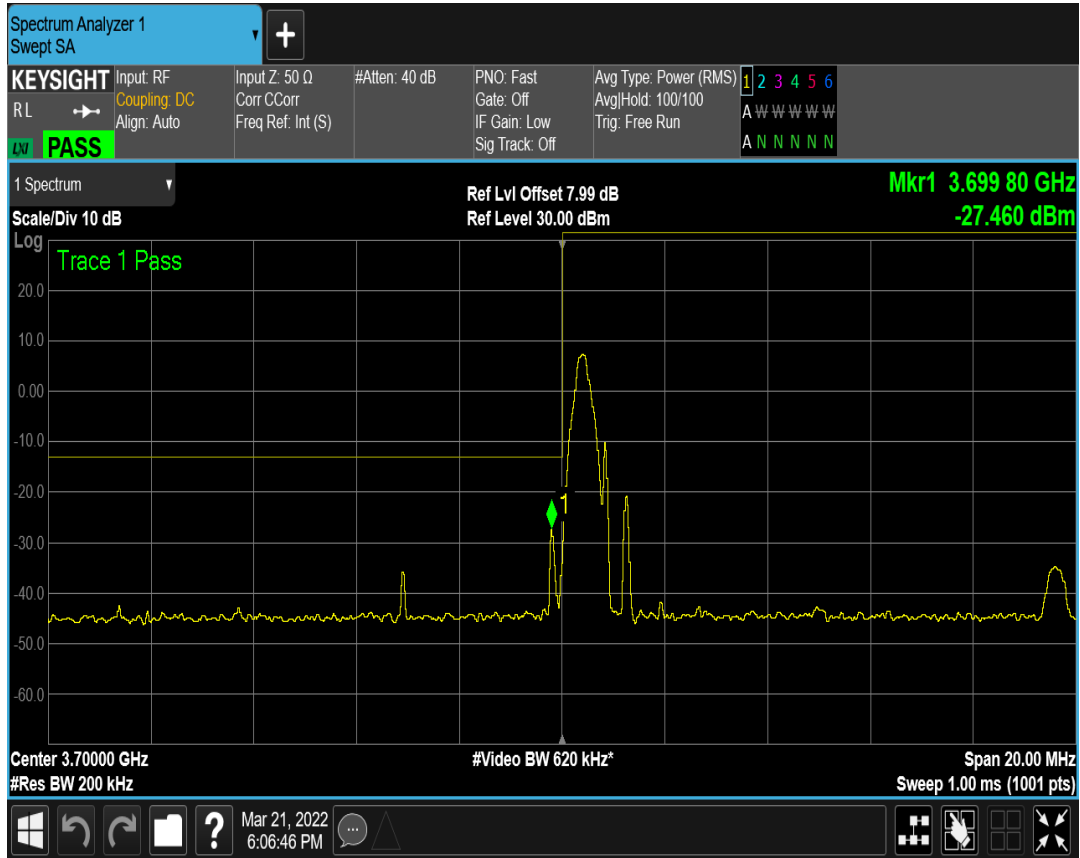 Spectrum Analyzer 1
Swept SA
KEYSIGHT
R L
LXI PASS
Input: RF
Coupling: DC
Align: Auto
Input Z: 50 Ω
Corr CCorr
Freq Ref: Int (S)
#Atten: 40 dB
PNO: Fast
Gate: Off
IF Gain: Low
Sig Track: Off
Avg Type: Power (RMS)
Avg|Hold: 100/100
Trig: Free Run
1 2 3 4 5 6
A W W W W W
A N N N N N
1 Spectrum
Scale/Div 10 dB
Ref Lvl Offset 7.99 dB
Ref Level 30.00 dBm
Mkr1 3.699 80 GHz
-27.460 dBm
Log
Trace 1 Pass
20.0
10.0
0.00
-10.0
-20.0
-30.0
-40.0
-50.0
-60.0
1
Center 3.70000 GHz
#Res BW 200 kHz
#Video BW 620 kHz*
Span 20.00 MHz
Sweep 1.00 ms (1001 pts)
?
Mar 21, 2022
6:06:46 PM